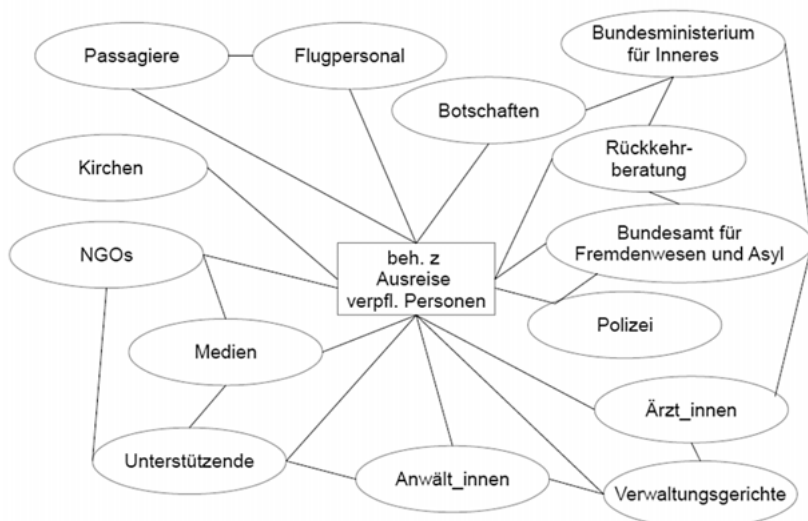 Passagiere
Flugpersonal
Bundesministerium
für Inneres
Botschaften
Kirchen
Rückkehr-
beratung
NGOs
beh. z
Ausreise
verpfl. Personen
Bundesamt für
Fremdenwesen und Asyl
Polizei
Medien
Ärzt_innen
Unterstützende
Anwält_innen
Verwaltungsgerichte